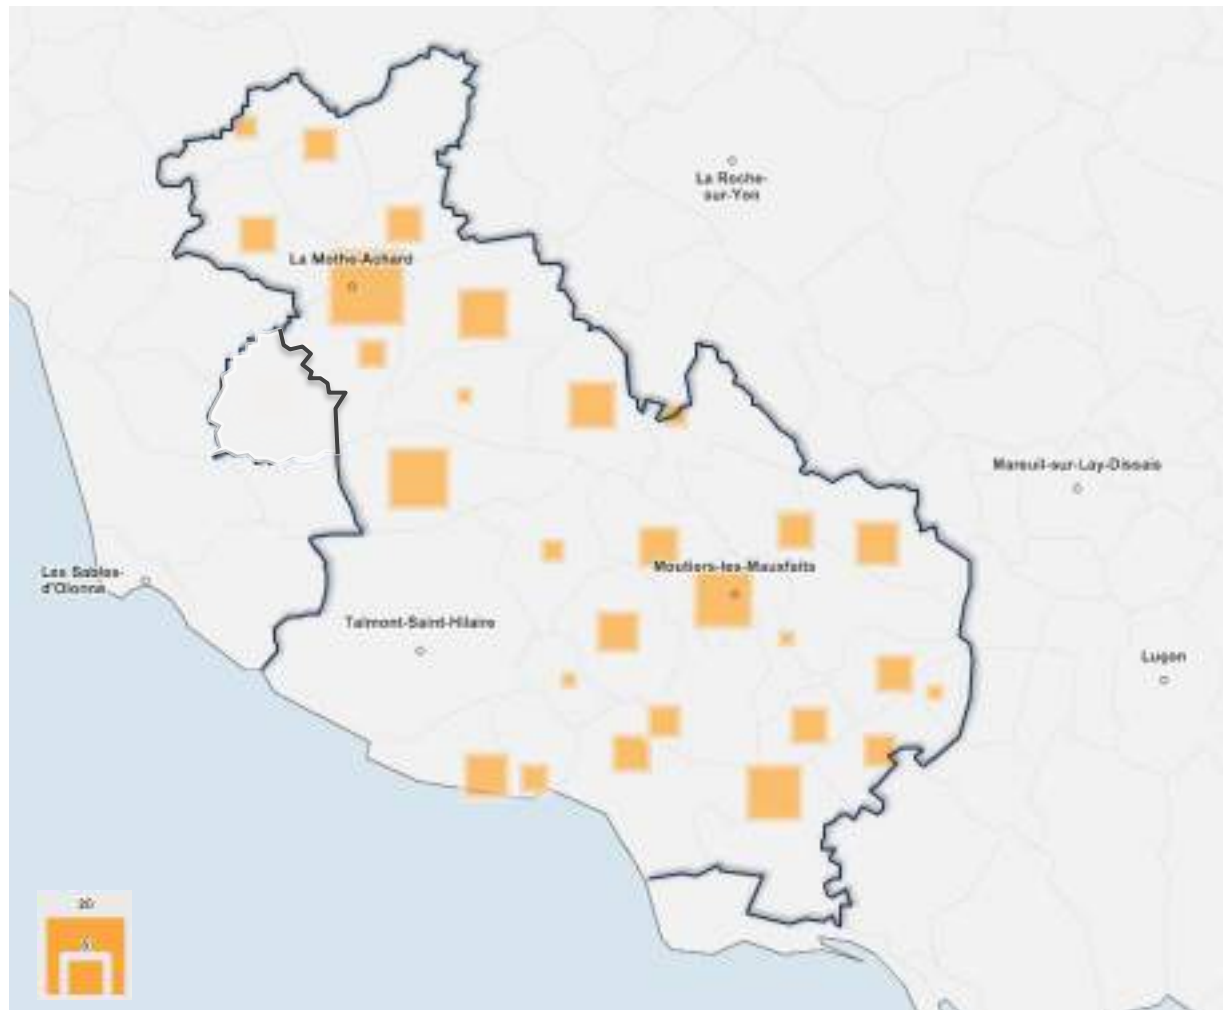 La Roche-
sur-Yon
La Mothe-Achard
Mareuil-sur-Lay-Dissais
Moutiers-les-Mauxfaits
Les Sables-
d'Olonne
Talmont-Saint-Hilaire
Luçon
20